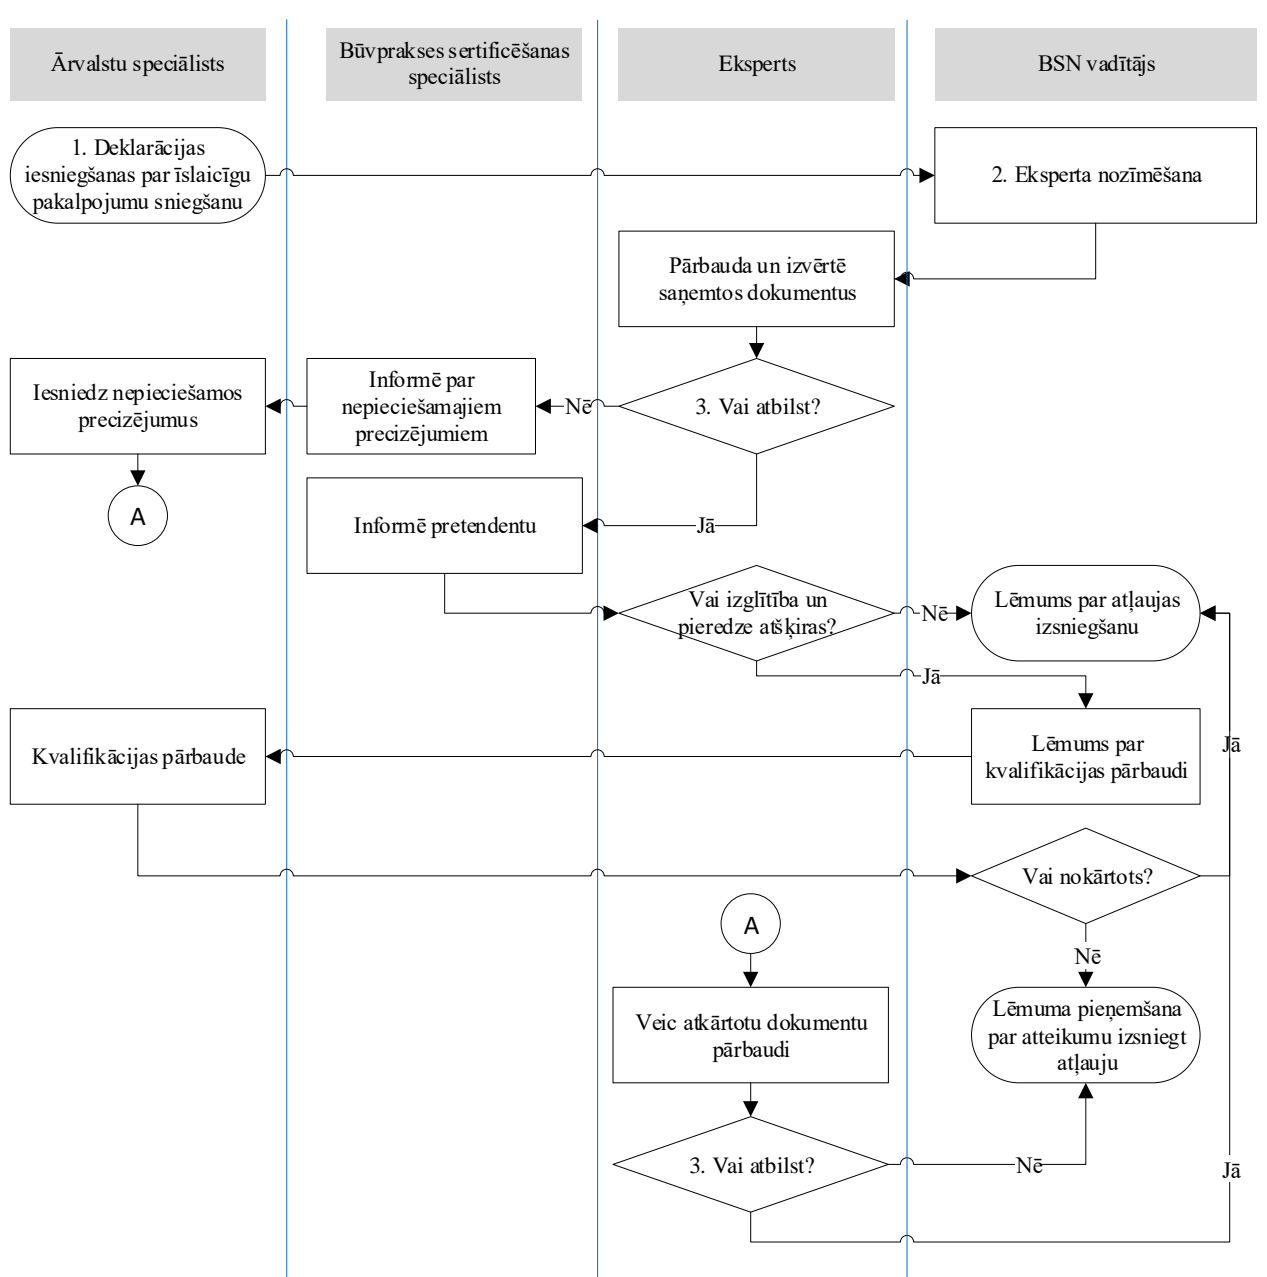 Ārvalstu speciālists
Būvprakses sertificēšanas
speciālists
Eksperts
BSN vadītājs
1. Deklarācijas
iesniegšanas par īslaicīgu
pakalpojumu sniegšanu
2. Eksperta nozīmēšana
Pārbauda un izvērtē
saņemtos dokumentus
Iesniedz nepieciešamos
precizējumus
Informē par
nepieciešamajiem
precizējumiem
Nē
3. Vai atbilst?
A
Informē pretendentu
Jā
Vai izglītība un
pieredze atšķiras?
Nē
Lēmums par atļaujas
izsniegšanu
Jā
Kvalifikācijas pārbaude
Lēmums par
kvalifikācijas pārbaudi
Jā
Vai nokārtots?
A
Nē
Veic atkārtotu dokumentu
pārbaudi
Lēmuma pieņemšana
par atteikumu izsniegt
atļauju
3. Vai atbilst?
Nē
Jā